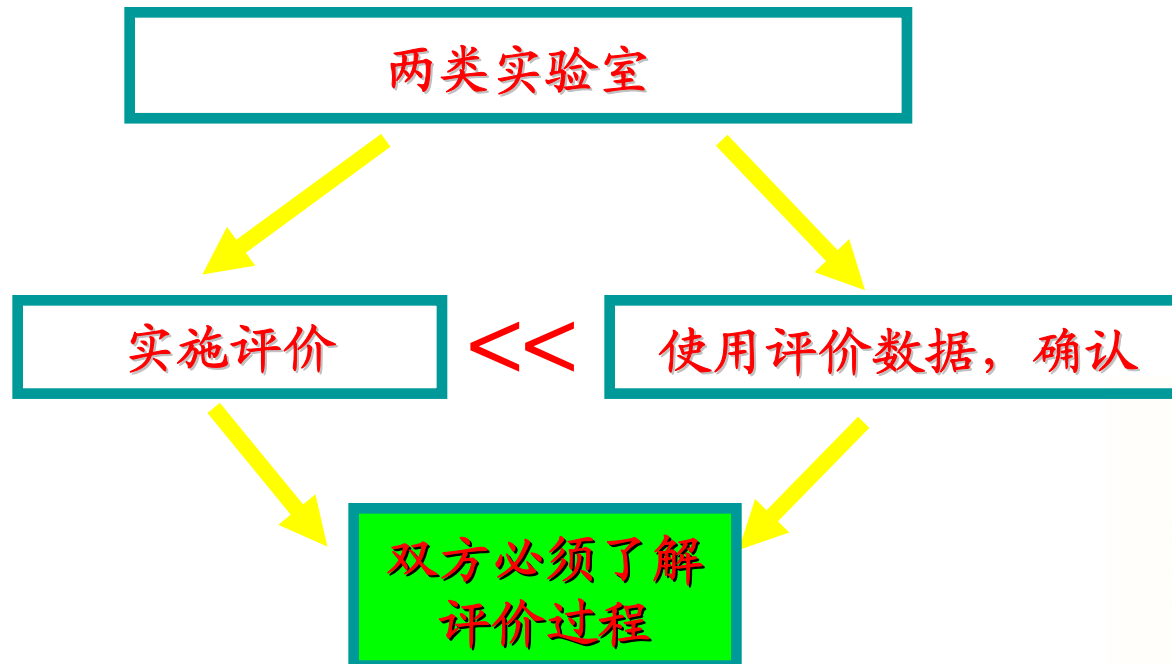 两类实验室
实施评价
<<
使用评价数据，确认
双方必须了解
评价过程